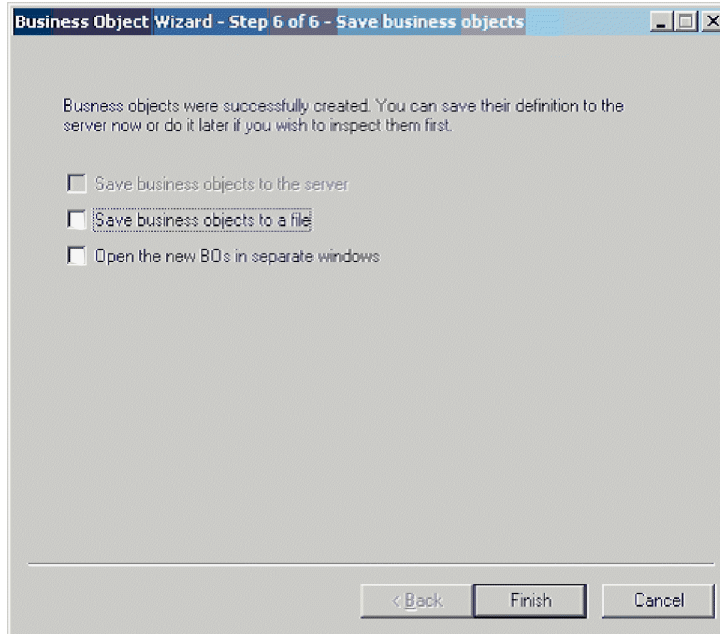 Business Object Wizard - Step 6 of 6 - Save business objects
Busness objects were successfully created. You can save their definition to the
server now or do it later if you wish to inspect them first.
Save business objects to the server
Save business objects to a file
Open the new BOs in separate windows
< Back
Finish
Cancel